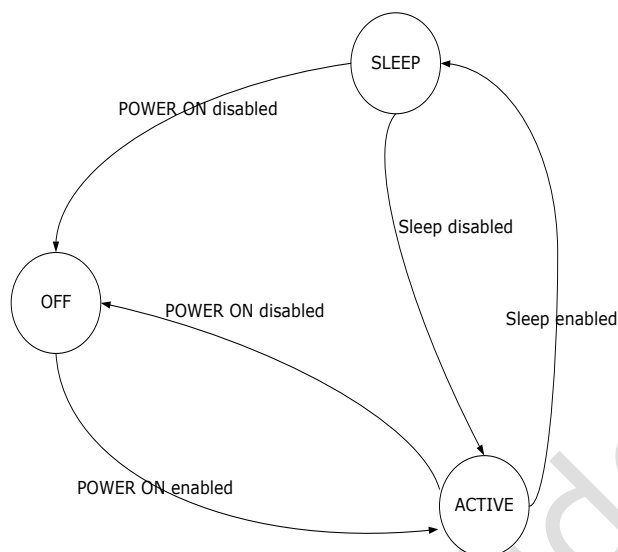 SLEEP
POWER ON disabled
Sleep disabled
OFF
POWER ON disabled
Sleep enabled
POWER ON enabled
ACTIVE